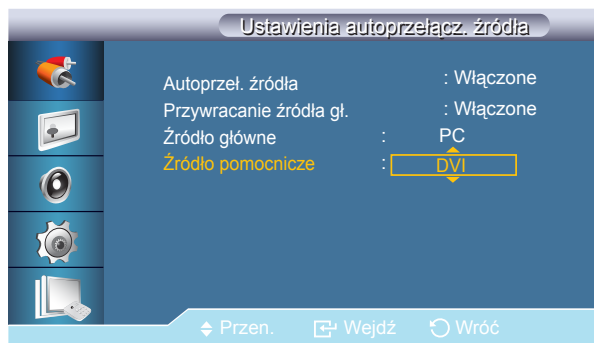 Ustawienia autoprzełącz. źródła
Autoprzeł. źródła : Włączone
Przywracanie źródła gł. : Włączone
Źródło główne : PC
Źródło pomocnicze : DVI
Przen. Wejdź Wróć